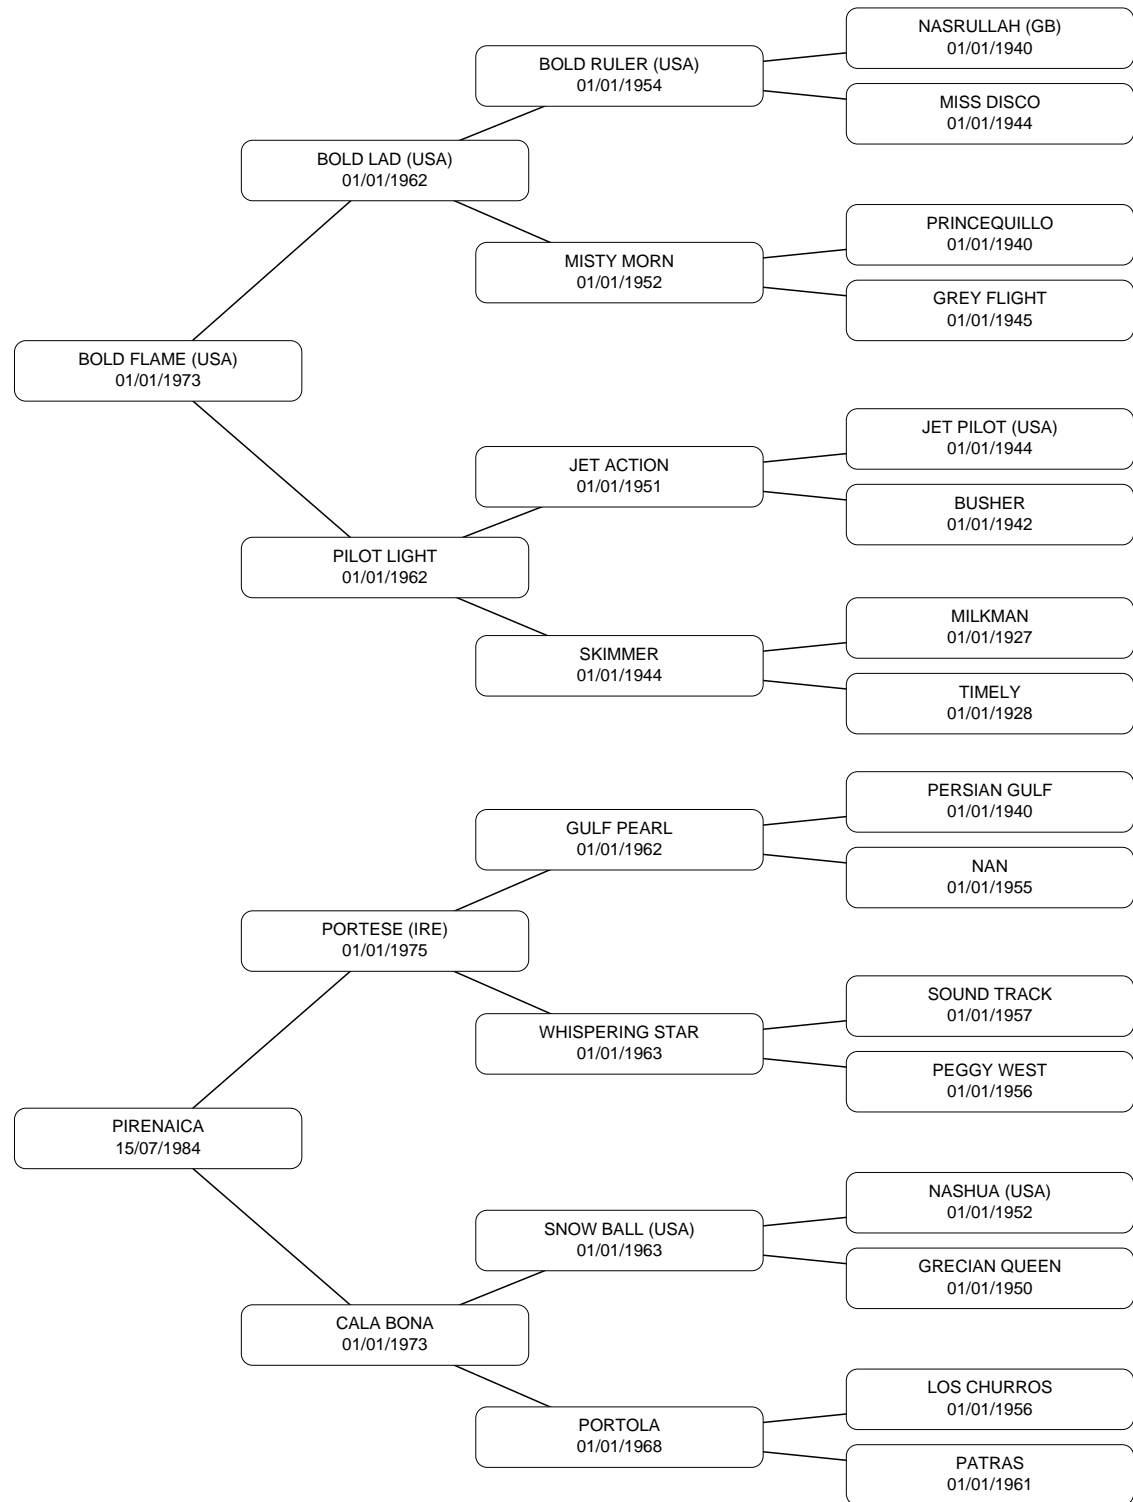 NASRULLAH (GB)
01/01/1940
BOLD RULER (USA)
01/01/1954
MISS DISCO
01/01/1944
BOLD LAD (USA)
01/01/1962
PRINCEQUILLO
01/01/1940
MISTY MORN
01/01/1952
GREY FLIGHT
01/01/1945
BOLD FLAME (USA)
01/01/1973
JET PILOT (USA)
01/01/1944
JET ACTION
01/01/1951
BUSHER
01/01/1942
PILOT LIGHT
01/01/1962
MILKMAN
01/01/1927
SKIMMER
01/01/1944
TIMELY
01/01/1928
PERSIAN GULF
01/01/1940
GULF PEARL
01/01/1962
NAN
01/01/1955
PORTESE (IRE)
01/01/1975
SOUND TRACK
01/01/1957
WHISPERING STAR
01/01/1963
PEGGY WEST
01/01/1956
PIRENAICA
15/07/1984
NASHUA (USA)
01/01/1952
SNOW BALL (USA)
01/01/1963
GRECIAN QUEEN
01/01/1950
CALA BONA
01/01/1973
LOS CHURROS
01/01/1956
PORTOLA
01/01/1968
PATRAS
01/01/1961